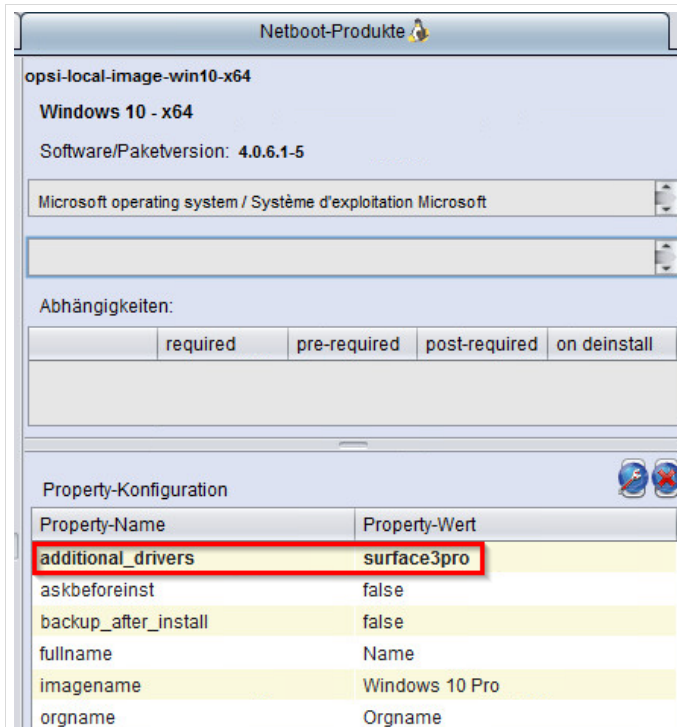 Netboot-Produkte
opsi-local-image-win10-x64
Windows 10 - x64
Software/Paketversion: 4.0.6.1-5
Microsoft operating system / Système d'exploitation Microsoft
Abhängigkeiten:
required pre-required post-required on deinstall
Property-Konfiguration
Property-Name Property-Wert
additional_drivers surface3pro
askbeforeinst false
backup_after_install false
fullname Name
imagename Windows 10 Pro
orgname Orgname